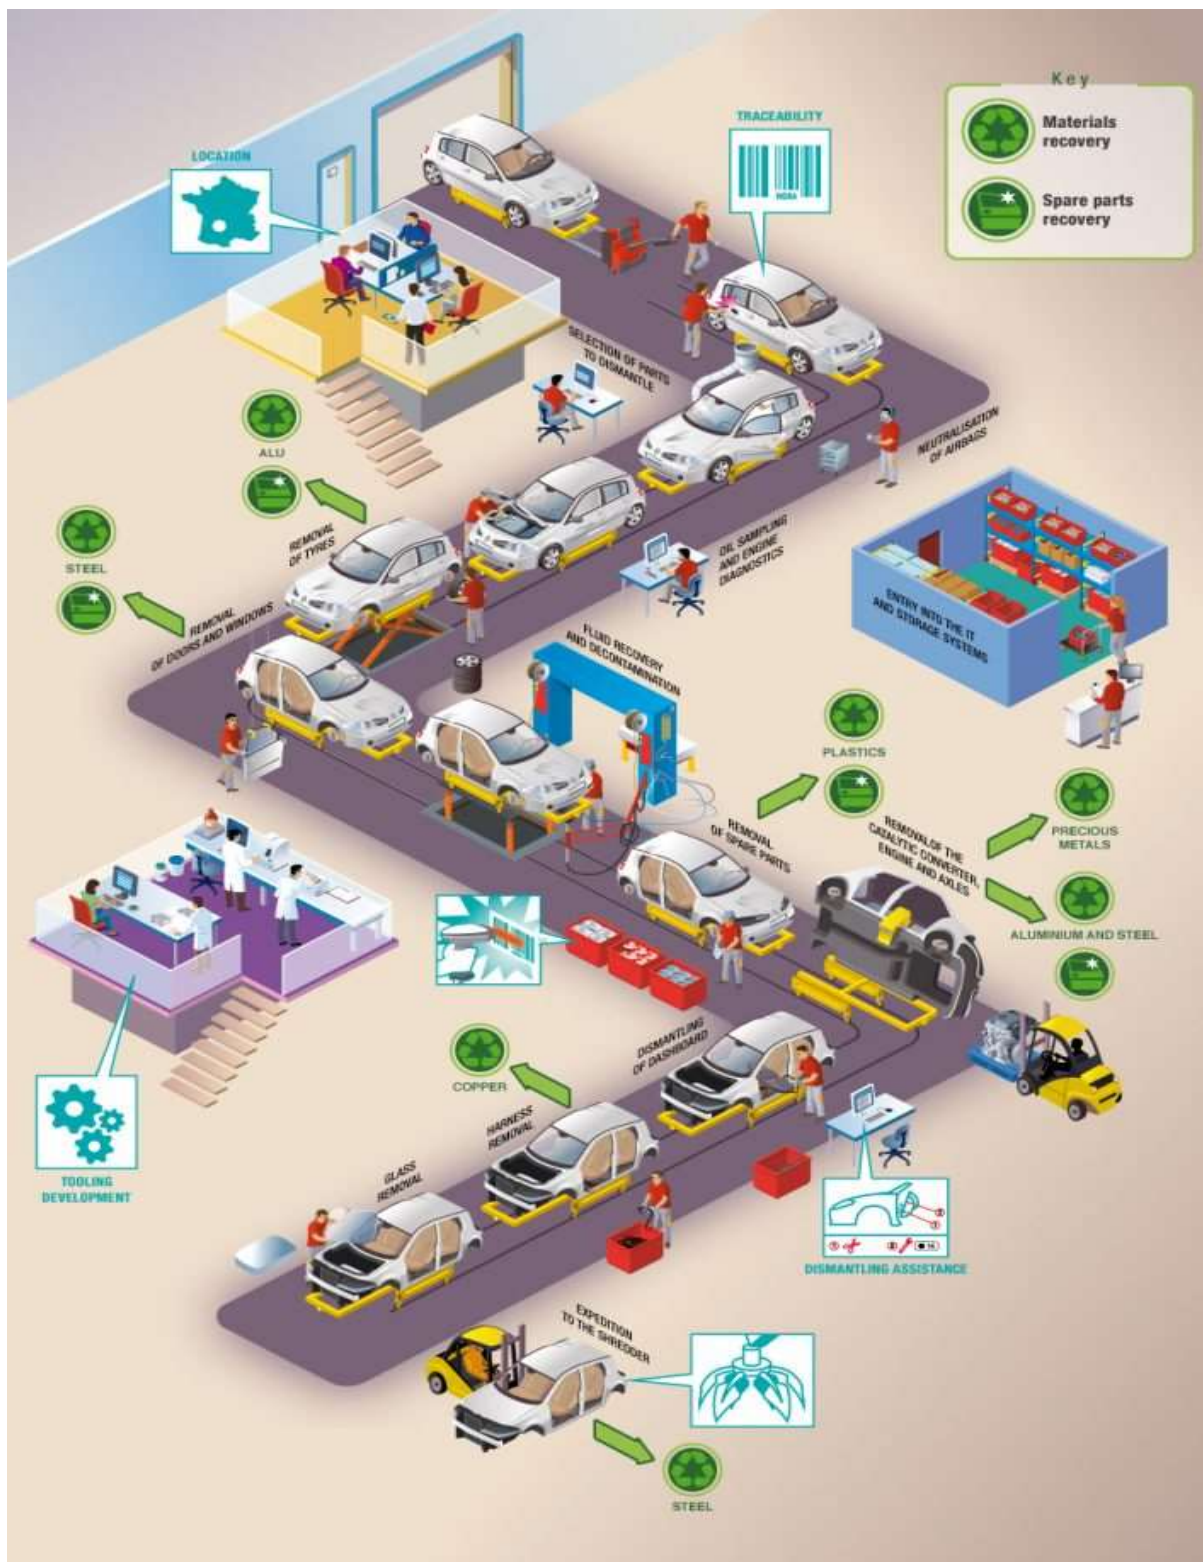 Key
Materials
recovery
Spare parts
recovery
TRACEABILITY
LOCATION
SELECTION OF PARTS
TO DISMANTLE
NEUTRALISATION
OF AIRBAGS
ALU
REMOVAL
OF TYRES
OIL SAMPLING
AND ENGINE
DIAGNOSTICS
STEEL
REMOVAL
OF DOORS AND WINDOWS
ENTRY INTO THE IT
AND STORAGE SYSTEMS
FLUID RECOVERY
AND DECONTAMINATION
PLASTICS
REMOVAL
OF SPARE PARTS
REMOVAL OF THE
CATALYTIC CONVERTER,
ENGINE AND AXLES
PRECIOUS
METALS
ALUMINIUM AND STEEL
DISMANTLING
OF DASHBOARD
COPPER
HARNESS
REMOVAL
TOOLING
DEVELOPMENT
GLASS
REMOVAL
DISMANTLING ASSISTANCE
EXPEDITION
TO THE SHREDDER
STEEL